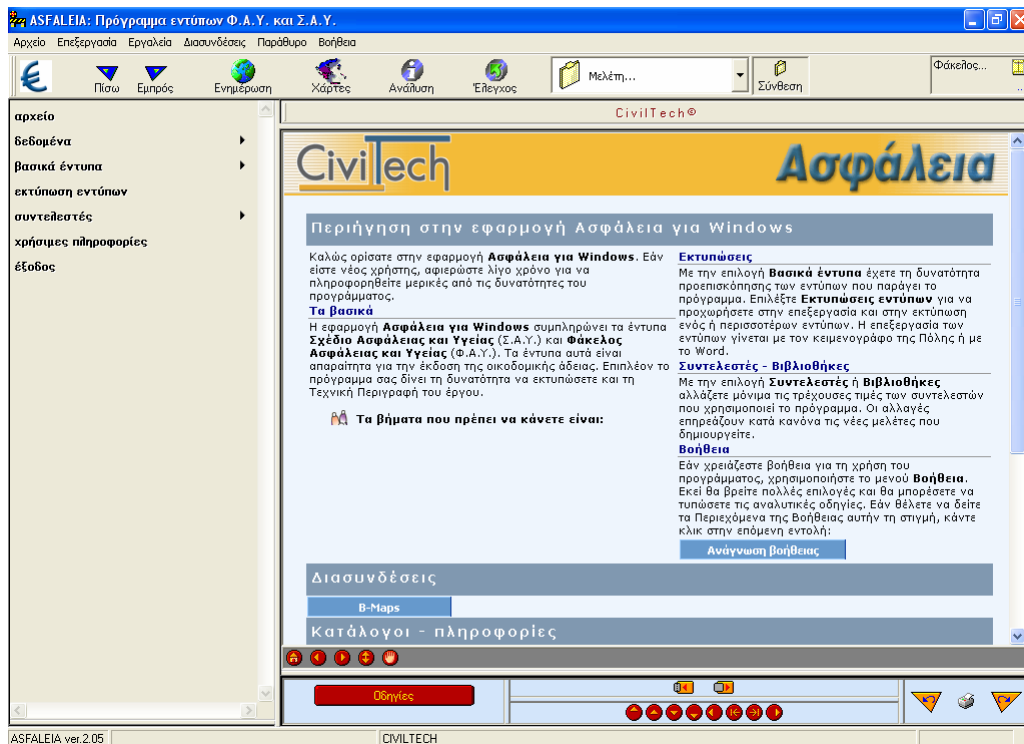 ASFALEIA: Πρόγραμμα εντύπων Φ.Α.Υ. και Σ.Α.Υ.
Αρχείο Επεξεργασία Εργαλεία Διασυνδέσεις Παράθυρο Βοήθεια
Πίσω Εμπρός Ενημέρωση Χάρτες Ανάλυση Έλεγχος Μελέτη... Σύνθεση Φάκελος...
CivilTech©
αρχείο
δεδομένα
βασικά έντυπα
εκτύπωση εντύπων
συντελεστές
χρήσιμες πληροφορίες
έξοδος
CivilTech Ασφάλεια
Περιήγηση στην εφαρμογή Ασφάλεια για Windows
Καλώς ορίσατε στην εφαρμογή Ασφάλεια για Windows. Εάν
είστε νέος χρήστης, αφιερώστε λίγο χρόνο για να
πληροφορηθείτε μερικές από τις δυνατότητες του
προγράμματος.
Τα βασικά
Η εφαρμογή Ασφάλεια για Windows συμπληρώνει τα έντυπα
Σχέδιο Ασφάλειας και Υγείας (Σ.Α.Υ.) και Φάκελος
Ασφάλειας και Υγείας (Φ.Α.Υ.). Τα έντυπα αυτά είναι
απαραίτητα για την έκδοση της οικοδομικής άδειας. Επιπλέον το
πρόγραμμα σας δίνει τη δυνατότητα να εκτυπώσετε και τη
Τεχνική Περιγραφή του έργου.
Τα βήματα που πρέπει να κάνετε είναι:
Εκτυπώσεις
Με την επιλογή Βασικά έντυπα έχετε τη δυνατότητα
προεπισκόπησης των εντύπων που παράγει το
πρόγραμμα. Επιλέξτε Εκτυπώσεις εντύπων για να
προχωρήσετε στην επεξεργασία και στην εκτύπωση
ενός ή περισσοτέρων εντύπων. Η επεξεργασία των
εντύπων γίνεται με τον κειμενογράφο της Πόλης ή με
το Word.
Συντελεστές - Βιβλιοθήκες
Με την επιλογή Συντελεστές ή Βιβλιοθήκες
αλλάζετε μόνιμα τις τρέχουσες τιμές των συντελεστών
που χρησιμοποιεί το πρόγραμμα. Οι αλλαγές
επηρεάζουν κατά κανόνα τις νέες μελέτες που
δημιουργείτε.
Βοήθεια
Εάν χρειάζεστε βοήθεια για τη χρήση του
προγράμματος, χρησιμοποιήστε το μενού Βοήθεια.
Εκεί θα βρείτε πολλές επιλογές και θα μπορέσετε να
τυπώσετε τις αναλυτικές οδηγίες. Εάν θέλετε να δείτε
τα Περιεχόμενα της Βοήθειας αυτήν τη στιγμή, κάντε
κλικ στην επόμενη εντολή:
Ανάγνωση βοήθειας
Διασυνδέσεις
B-Maps
Κατάλογοι - πληροφορίες
Οδηγίες
ASFALEIA ver.2.05 CIVILTECH